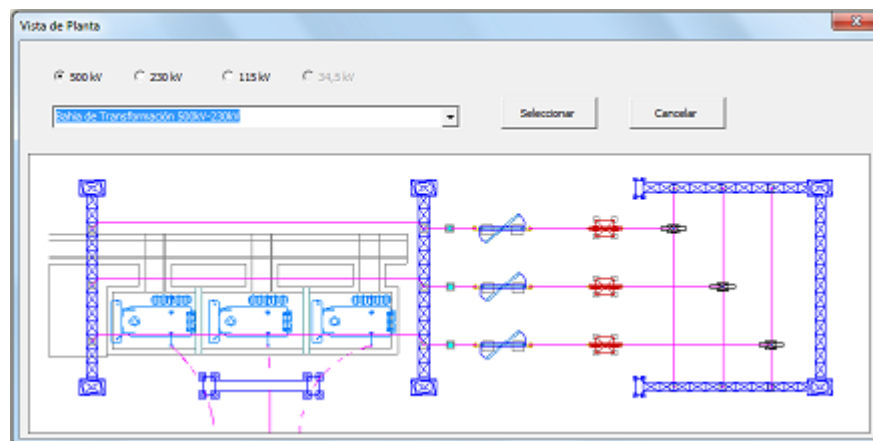 Vista de Planta
500 kV 230 kV 115 kV 34,5 kV
Bahia de Transformación 500kV-230kV
Seleccionar Cancelar